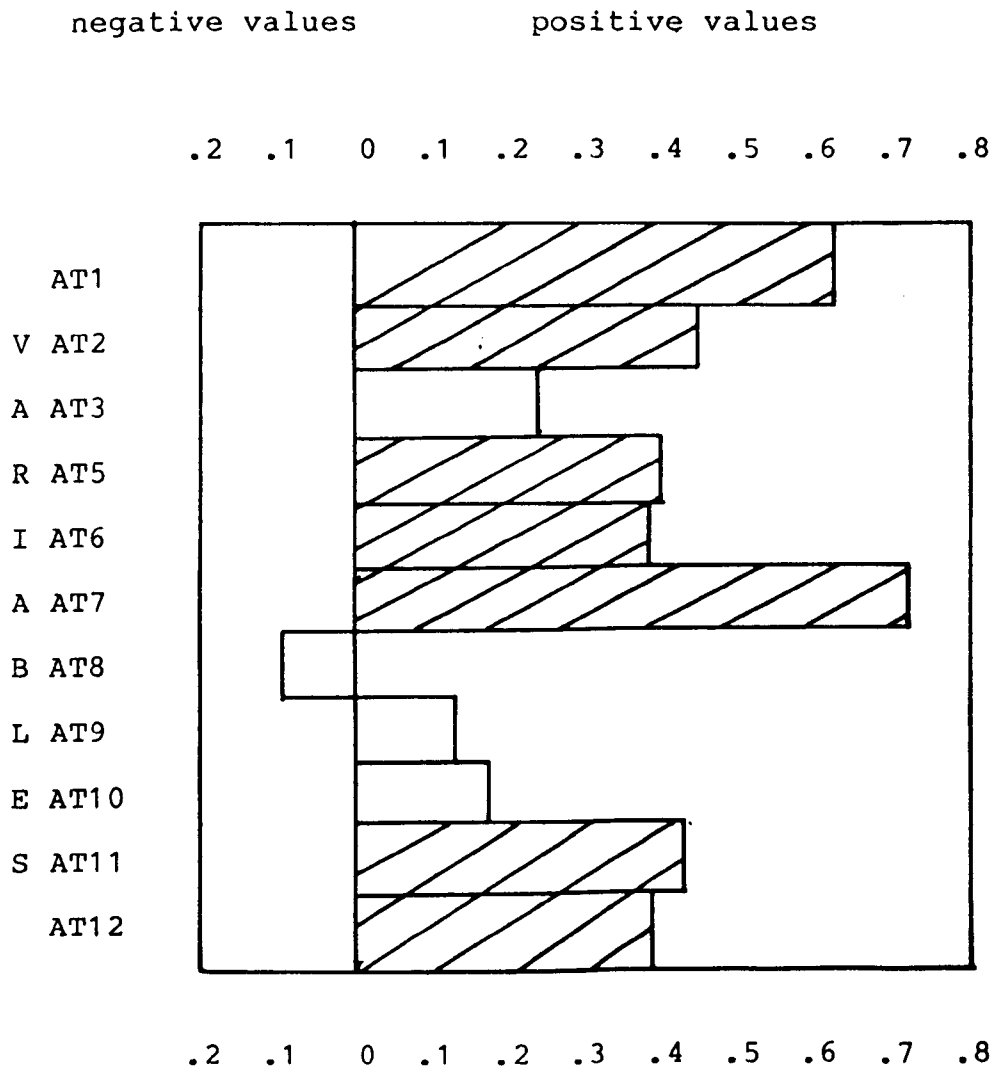 negative values positive values
.2 .1 0 .1 .2 .3 .4 .5 .6 .7 .8
AT1
V AT2
A AT3
R AT5
I AT6
A AT7
B AT8
L AT9
E AT10
S AT11
AT12
.2 .1 0 .1 .2 .3 .4 .5 .6 .7 .8